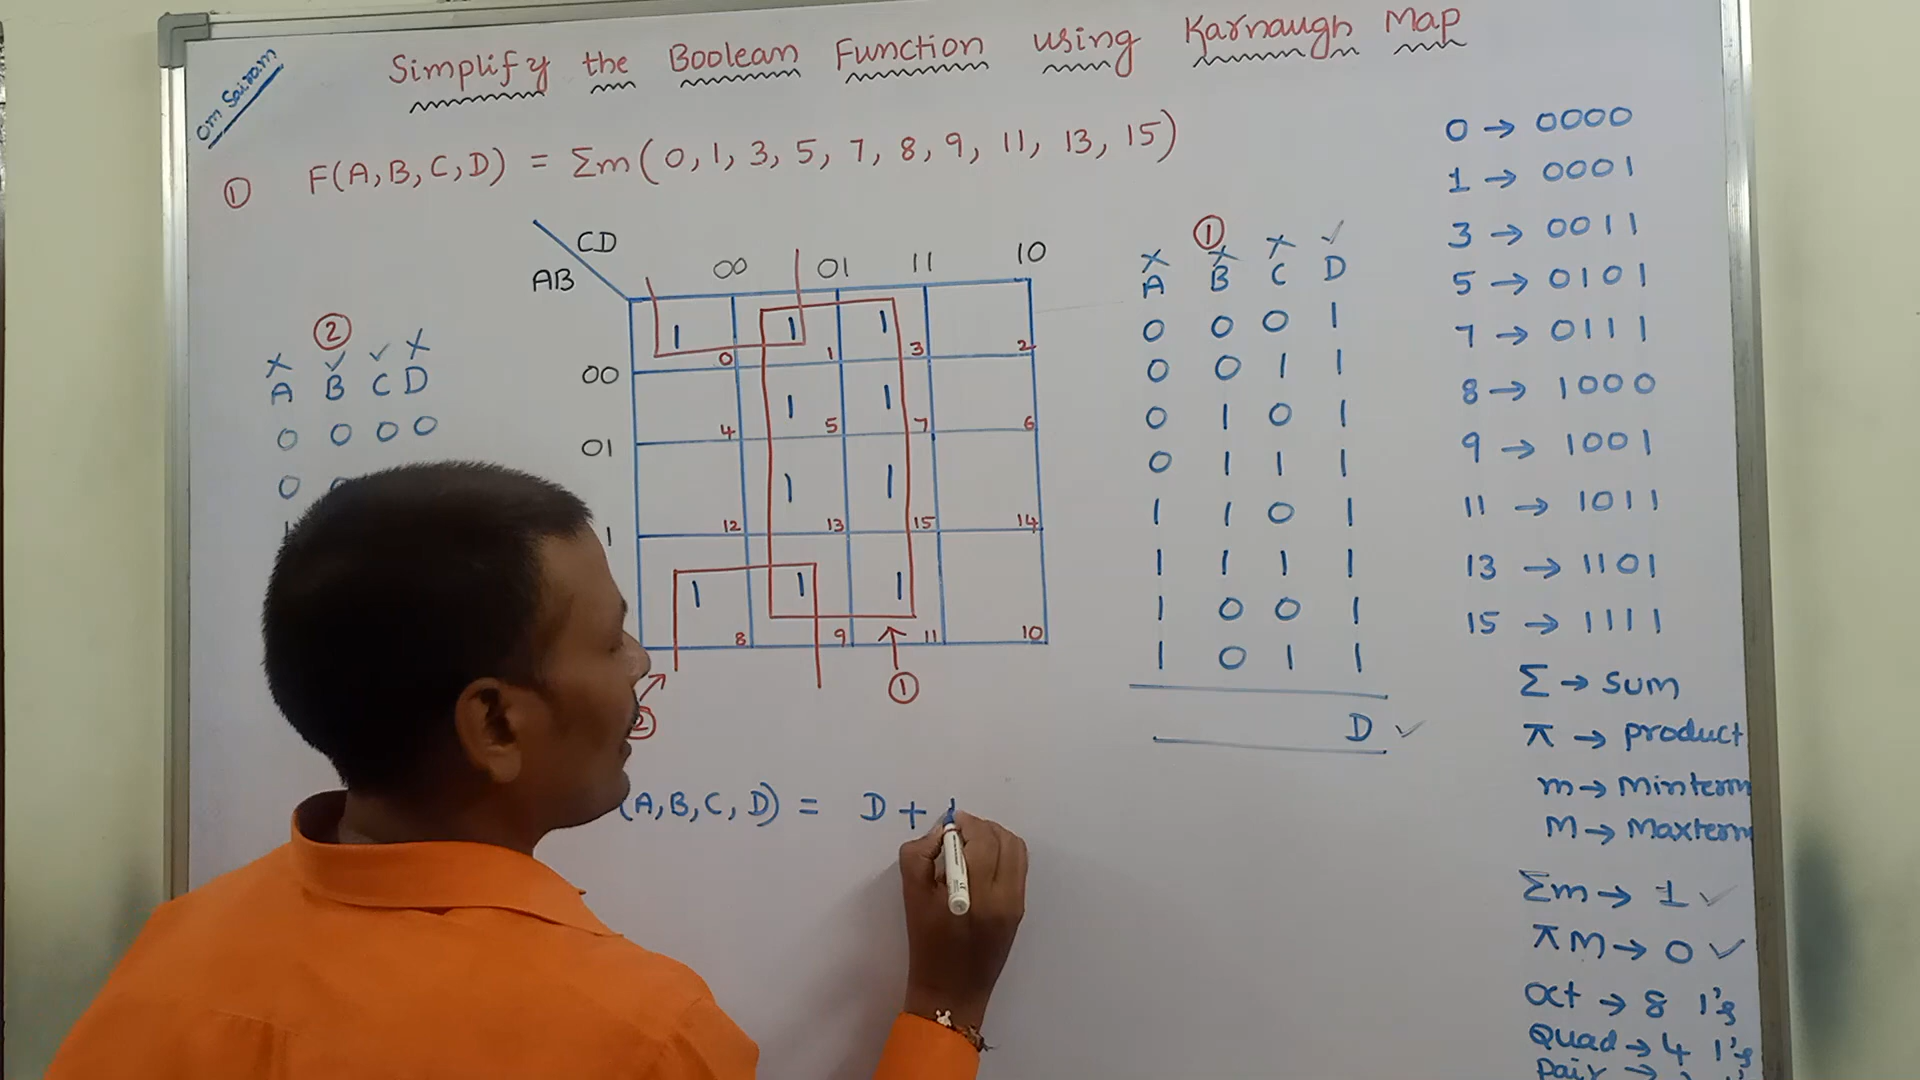 om Sairam
Simplify the Boolean Function using Karnaugh Map
① F(A,B,C,D) = Σm(0,1,3,5,7,8,9,11,13,15)
CD
AB
00 01 11 10
1 1 1
0 1 3 2
00
1 1
4 5 7 6
01
1 1
12 13 15 14
1
1 1 1
8 9 11 10
②
①
②
x ✓ ✓ x
A B C D
0 0 0 0
0
①
x x x ✓
A B C D
0 0 0 1
0 0 1 1
0 1 0 1
0 1 1 1
1 1 0 1
1 1 1 1
1 0 0 1
1 0 1 1
D ✓
(A,B,C,D) = D +
0 → 0000
1 → 0001
3 → 0011
5 → 0101
7 → 0111
8 → 1000
9 → 1001
11 → 1011
13 → 1101
15 → 1111
Σ → sum
π → product
m → Minterm
M → Maxterm
Σm → 1 ✓
πM → 0 ✓
Oct → 8 1's
Quad → 4 1's
Pair →